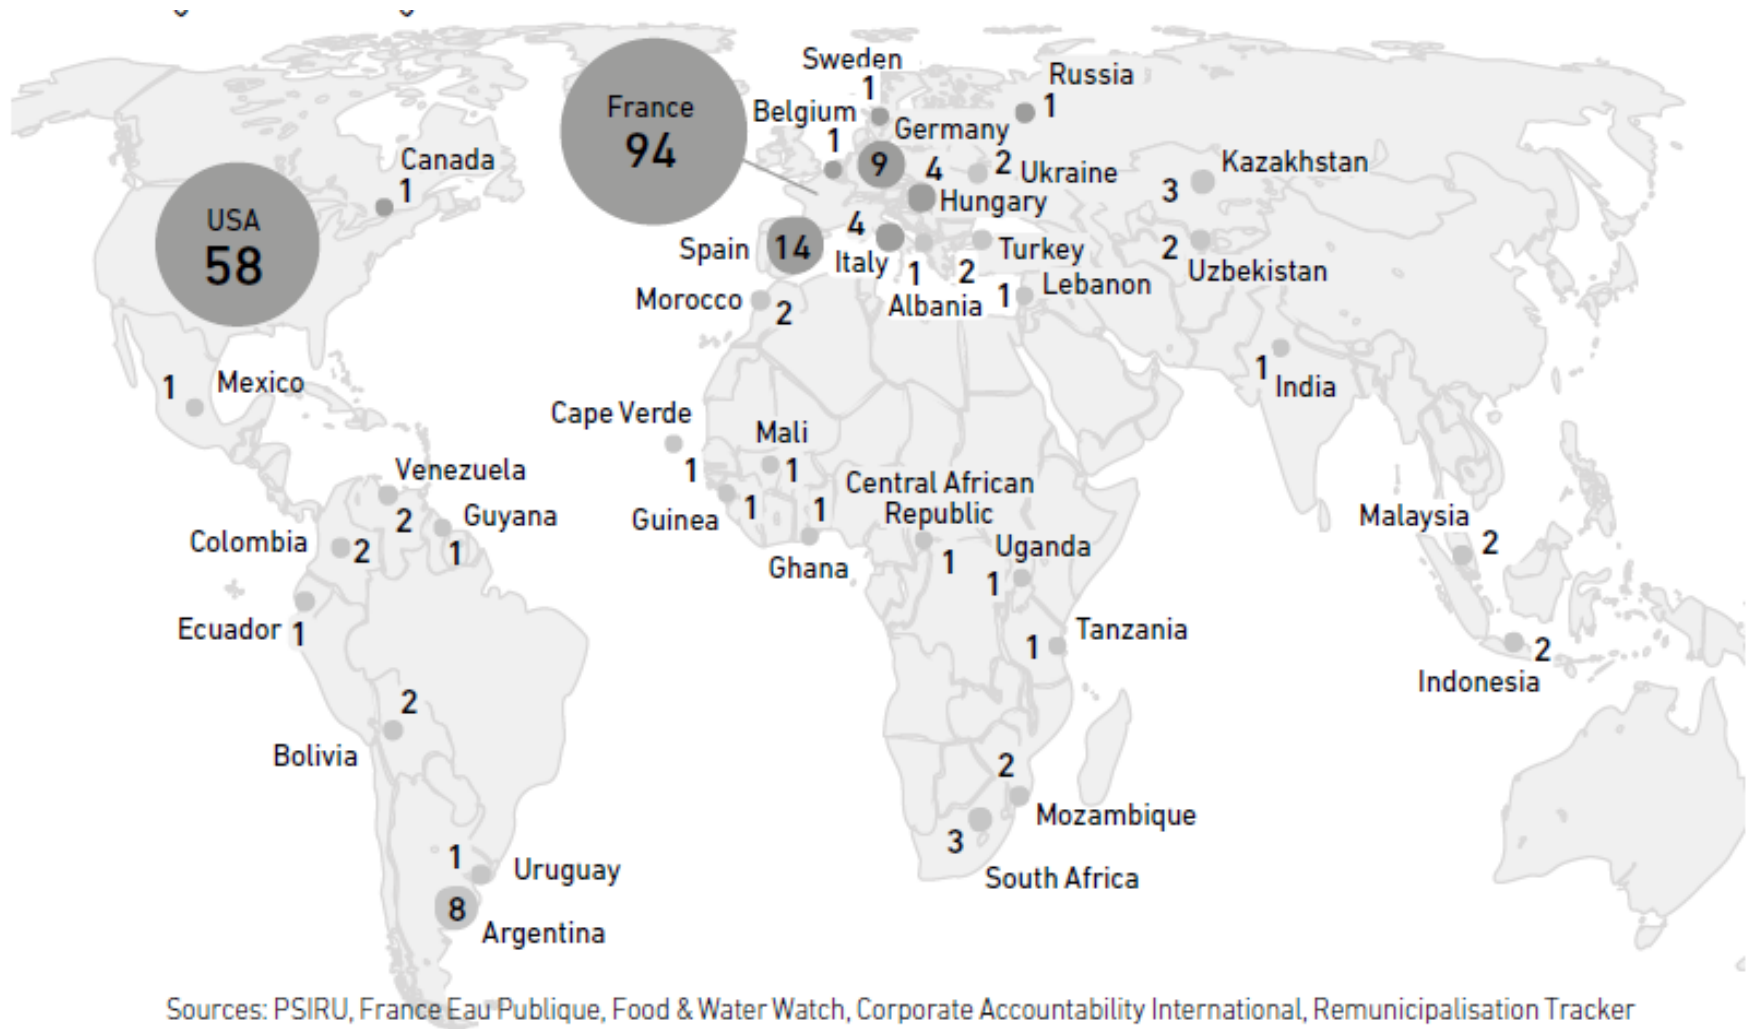 Sweden
1
Russia
1
France
94
Belgium
1
Germany
9
Canada
1
4
Hungary
2 Ukraine
Kazakhstan
3
USA
58
Spain 14
4
Italy
1
Albania
2
Turkey
1 Lebanon
2
Uzbekistan
Morocco
2
1
India
1 Mexico
Cape Verde
1
Mali
1
Venezuela
2
Guyana
1
Guinea
1
1
Ghana
Central African
Republic
1
Uganda
1
Malaysia
2
Colombia
2
Ecuador 1
1
Tanzania
2
Indonesia
2
Bolivia
2
Mozambique
3
South Africa
1
Uruguay
8
Argentina
Sources: PSIRU, France Eau Publique, Food & Water Watch, Corporate Accountability International, Remunicipalisation Tracker